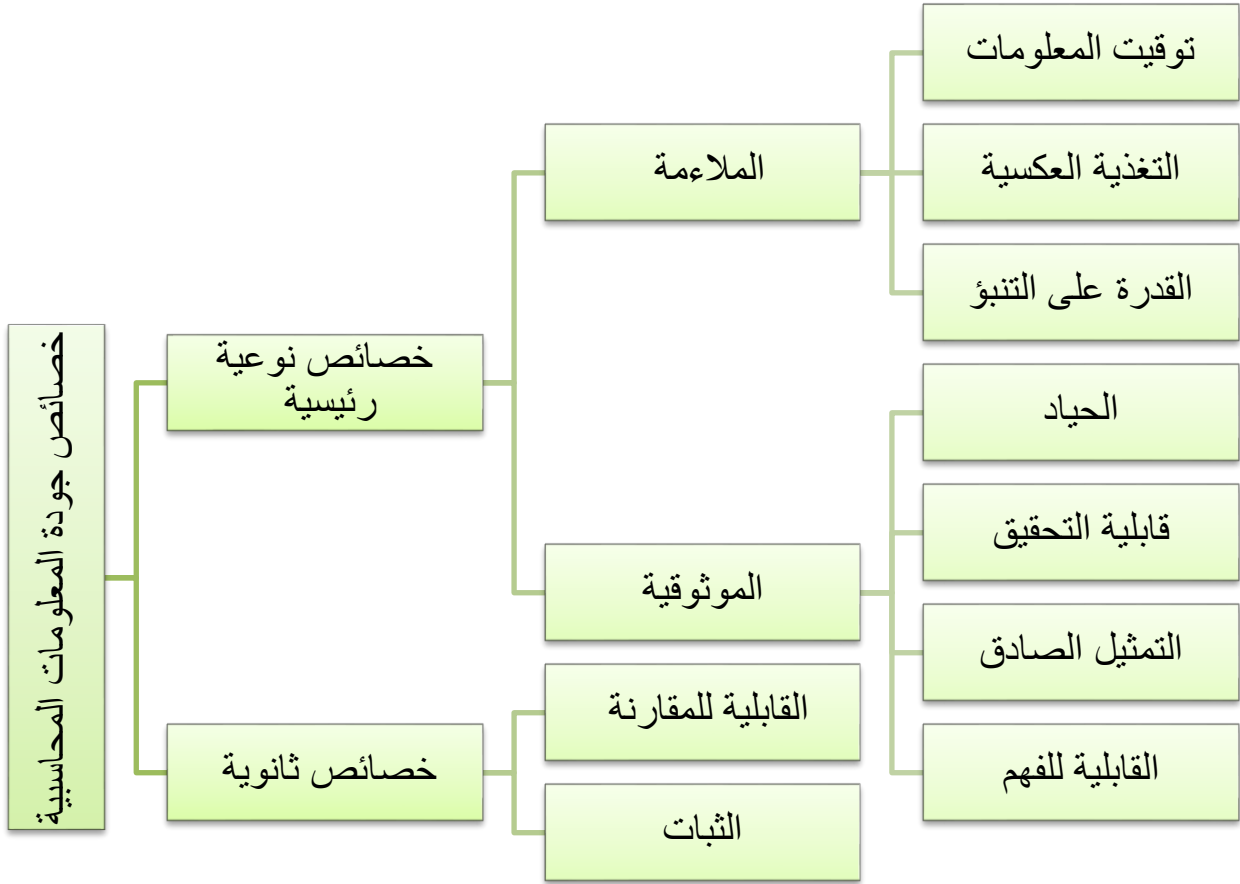 خصائص جودة المعلومات المحاسبية
خصائص نوعية
رئيسية
الملاءمة
توقيت المعلومات
التغذية العكسية
القدرة على التنبؤ
الموثوقية
الحياد
قابلية التحقيق
التمثيل الصادق
القابلية للفهم
خصائص ثانوية
القابلية للمقارنة
الثبات